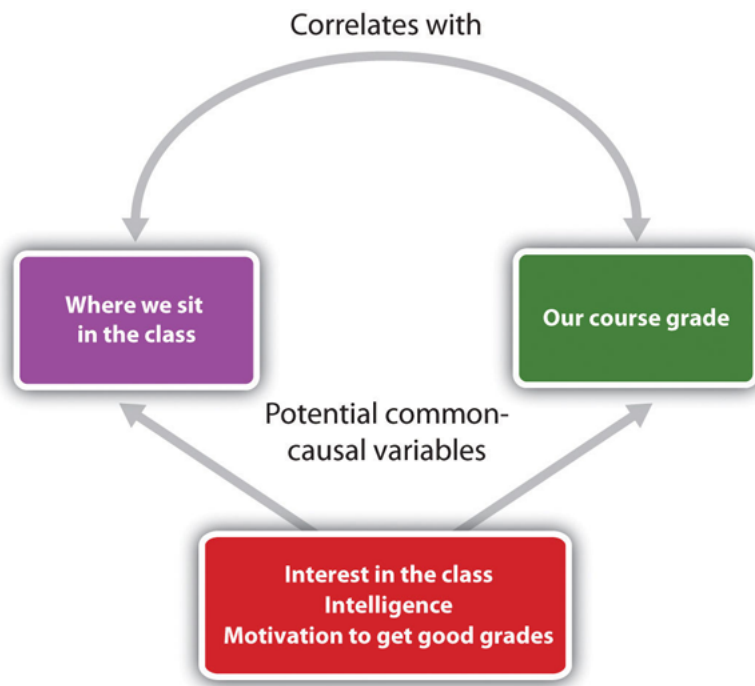 Correlates with
Where we sit
in the class
Our course grade
Potential common-
causal variables
Interest in the class
Intelligence
Motivation to get good grades